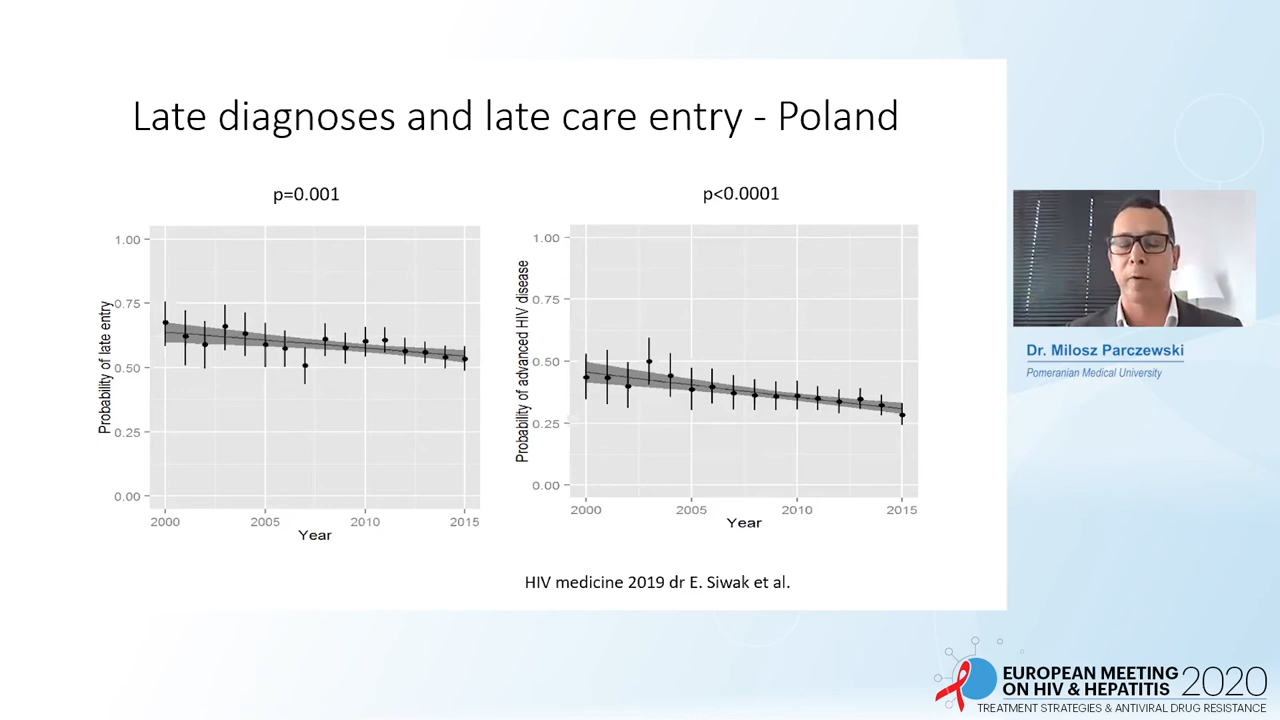 Late diagnoses and late care entry - Poland
p=0.001
p<0.0001
Probability of late entry
1.00
0.75
0.50
0.25
0.00
2000
2005
2010
2015
Year
Probability of advanced HIV disease
1.00
0.75
0.50
0.25
0.00
2000
2005
2010
2015
Year
HIV medicine 2019 dr E. Siwak et al.
Dr. Milosz Parczewski
Pomeranian Medical University
EUROPEAN MEETING
ON HIV & HEPATITIS 2020
TREATMENT STRATEGIES & ANTIVIRAL DRUG RESISTANCE